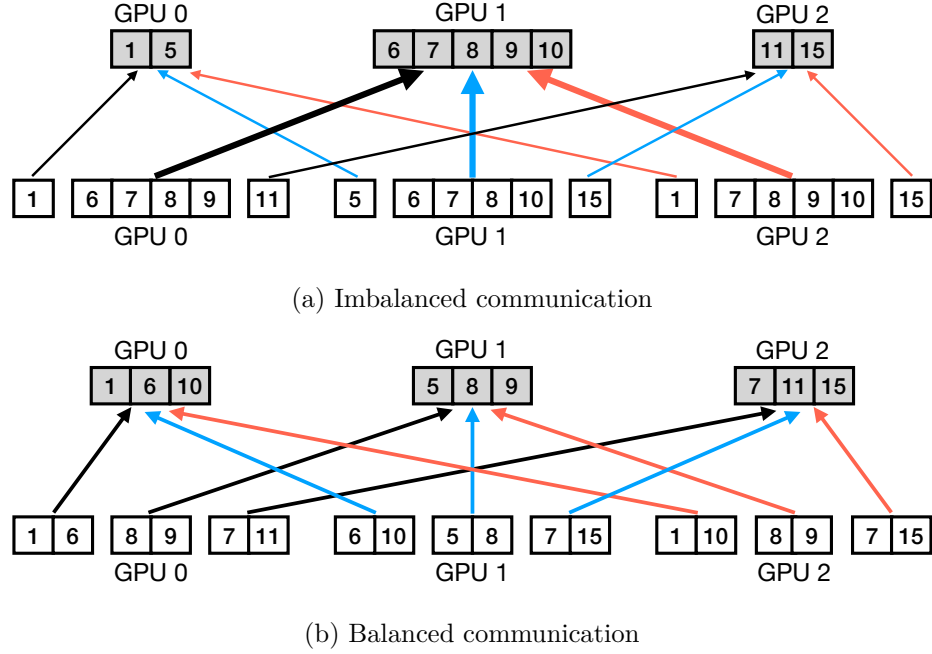 GPU 0 GPU 1 GPU 2
1 5 6 7 8 9 10 11 15
1 6 7 8 9 11 5 6 7 8 10 15 1 7 8 9 10 15
GPU 0 GPU 1 GPU 2
(a) Imbalanced communication
GPU 0 GPU 1 GPU 2
1 6 10 5 8 9 7 11 15
1 6 8 9 7 11 6 10 5 8 7 15 1 10 8 9 7 15
GPU 0 GPU 1 GPU 2
(b) Balanced communication